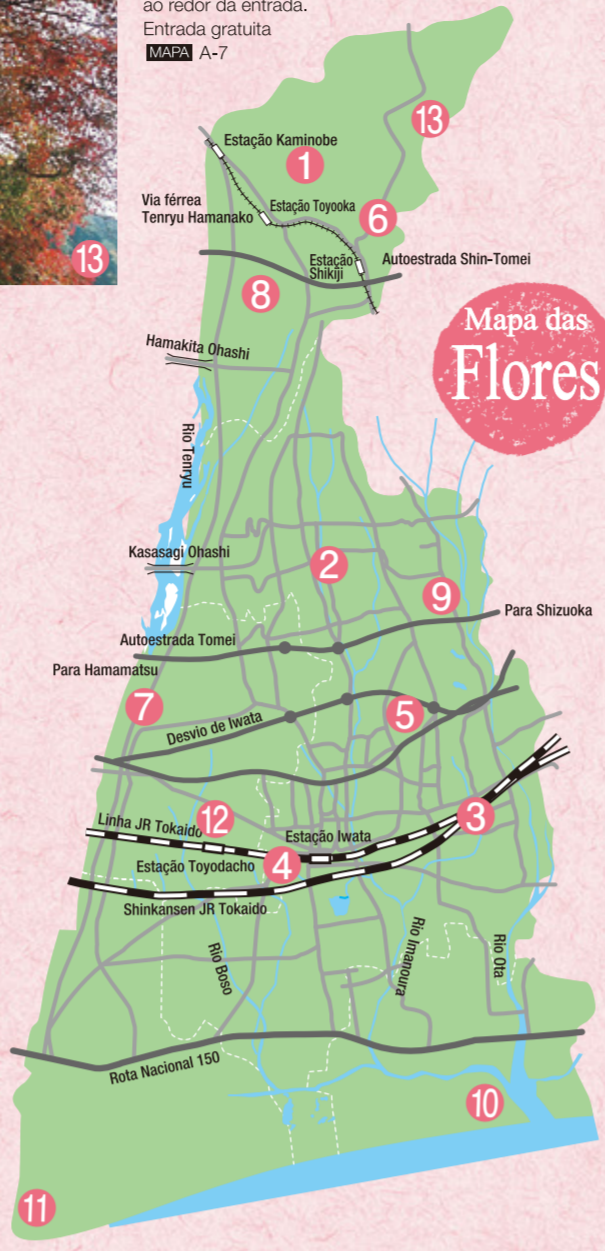 ao redor da entrada.
Entrada gratuita
MAPA A-7
13
13
Estação Kaminobe
1
Via férrea
Tenryu Hamanako
Estação Toyooka
6
Estação
Shikiji
Autoestrada Shin-Tomei
8
Mapa das
Flores
Hamakita Ohashi
Rio Tenryu
Kasasagi Ohashi
2
9
Para Shizuoka
Autoestrada Tomei
Para Hamamatsu
7
5
Desvio de Iwata
12
3
Linha JR Tokaido
Estação Iwata
Estação Toyodacho
4
Shinkansen JR Tokaido
Rio Boso
Rio Imanoura
Rio Ota
Rota Nacional 150
10
11